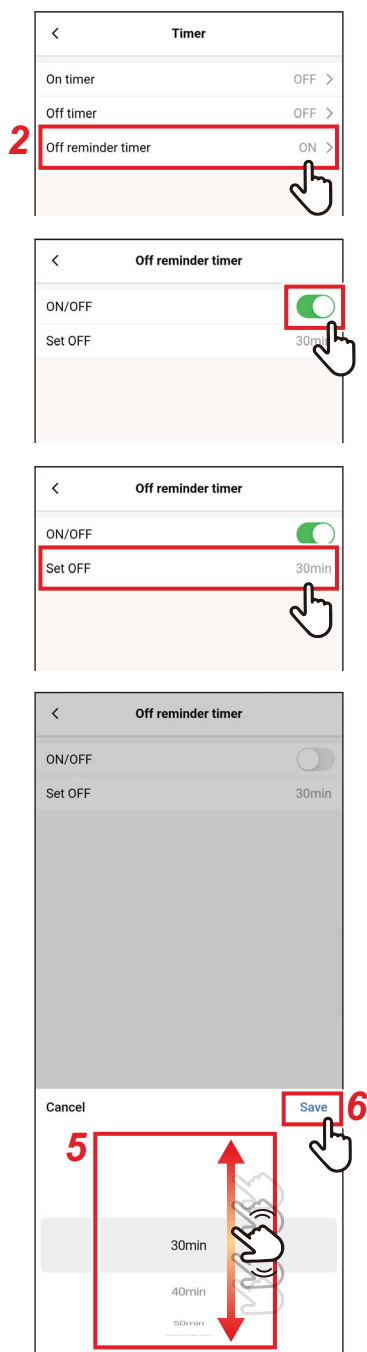 Timer
On timer OFF
Off timer OFF
2 Off reminder timer ON
Off reminder timer
ON/OFF
Set OFF 30min
Off reminder timer
ON/OFF
Set OFF 30min
Off reminder timer
ON/OFF
Set OFF 30min
Cancel Save 6
5
30min
40min
50min